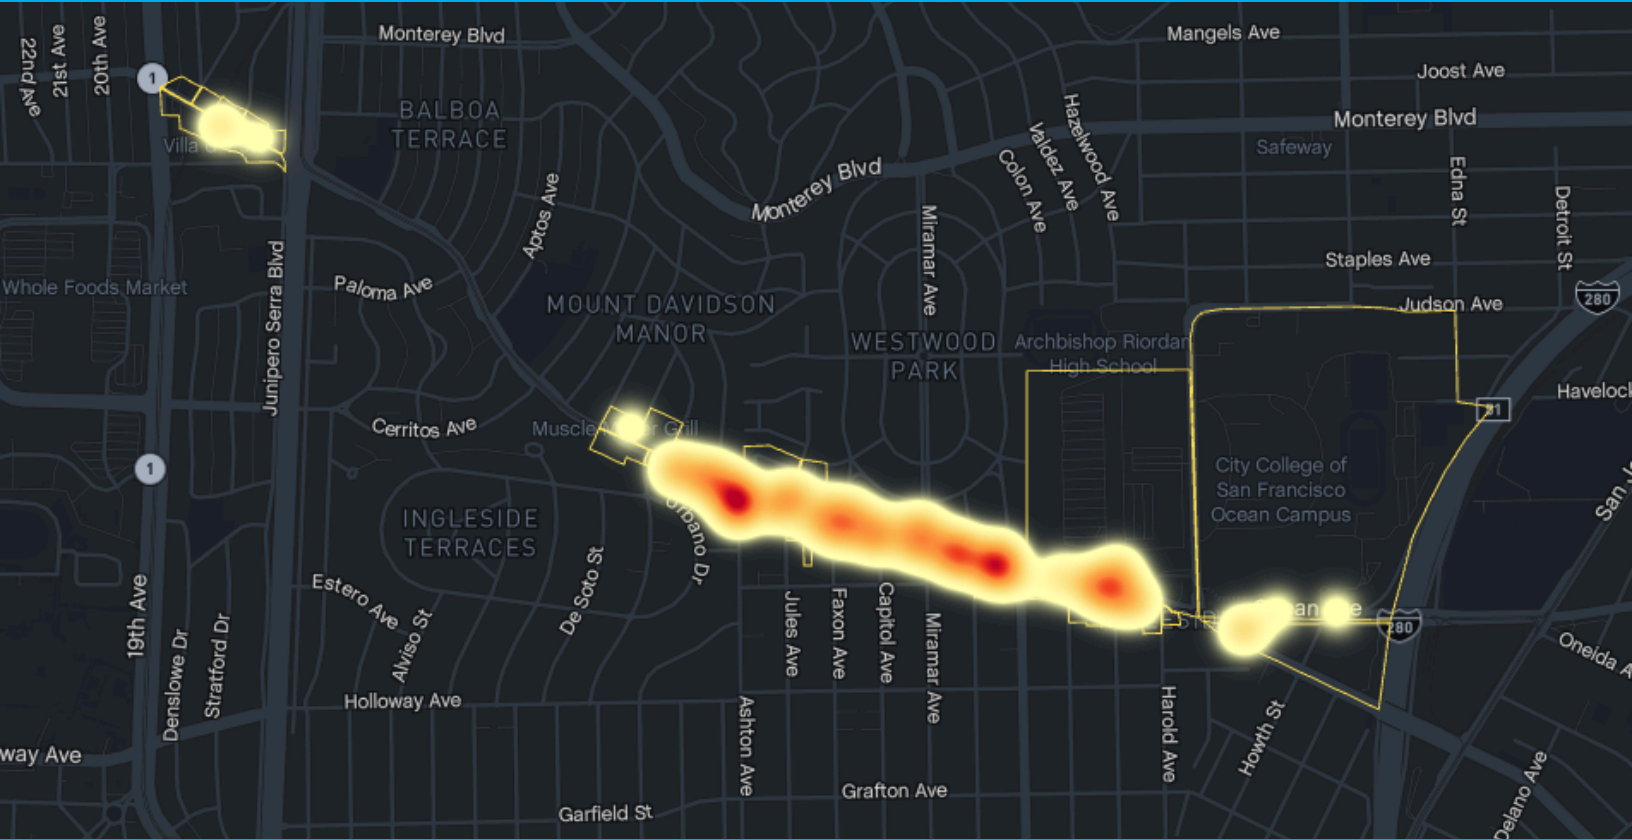 22nd Ave
21st Ave
20th Ave
1
Monterey Blvd
Mangels Ave
Joost Ave
Monterey Blvd
Safeway
BALBOA
TERRACE
Villa
Hazelwood Ave
Valdez Ave
Colon Ave
Monterey Blvd
Edna St
Detroit St
Aptos Ave
Miramar Ave
Junipero Serra Blvd
Staples Ave
Whole Foods Market
Paloma Ave
280
Judson Ave
MOUNT DAVIDSON
MANOR
WESTWOOD
PARK
Archbishop Riordan
High School
Havelock
Cerritos Ave
Muscle
Grill
1
City College of
San Francisco
Ocean Campus
San J
INGLESIDE
TERRACES
Urbano Dr
De Soto St
Estero Ave
Alviso St
19th Ave
Denslowe Dr
Stratford Dr
Jules Ave
Faxon Ave
Capitol Ave
Miramar Ave
280
Oneida A
Holloway Ave
Ashton Ave
Harold Ave
Howth St
way Ave
Grafton Ave
Garfield St
Delano Ave